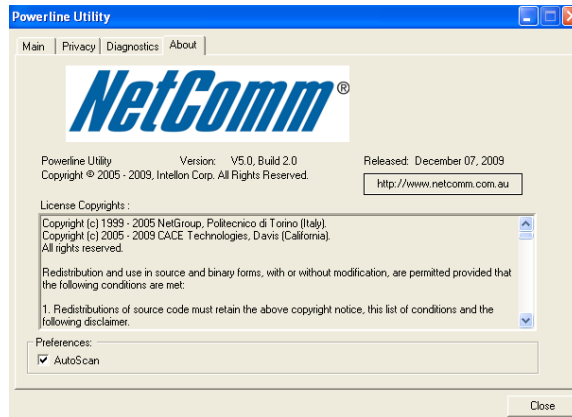 Powerline Utility
Main Privacy Diagnostics About
NetComm®
Powerline Utility Version: V5.0, Build 2.0 Released: December 07, 2009
Copyright © 2005 - 2009, Intellon Corp. All Rights Reserved.
http://www.netcomm.com.au
License Copyrights :
Copyright (c) 1999 - 2005 NetGroup, Politecnico di Torino (Italy).
Copyright (c) 2005 - 2009 CACE Technologies, Davis (California).
All rights reserved.
Redistribution and use in source and binary forms, with or without modification, are permitted provided that
the following conditions are met:
1. Redistributions of source code must retain the above copyright notice, this list of conditions and the
following disclaimer.
Preferences:
AutoScan
Close